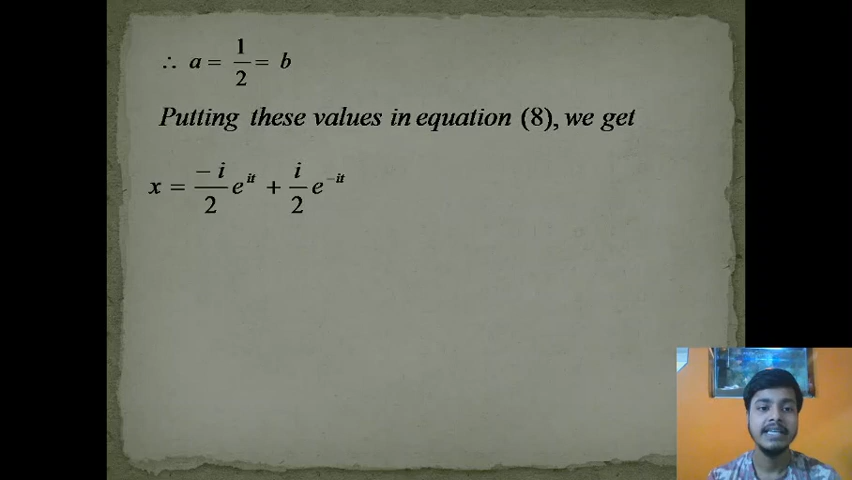 ∴ a = 1/2 = b
Putting these values in equation (8), we get
x = -i/2 e^{it} + i/2 e^{-it}